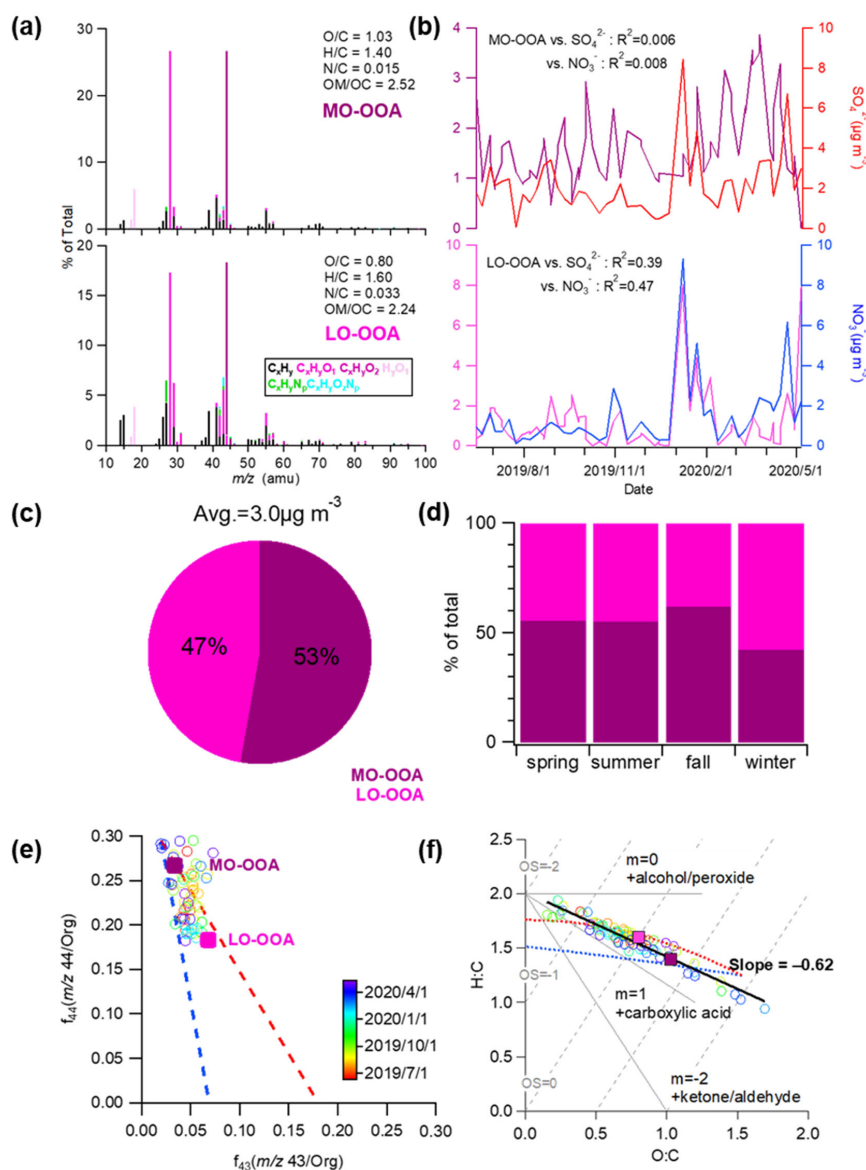 (a)
O/C = 1.03
H/C = 1.40
N/C = 0.015
OM/OC = 2.52
MO-OOA
30
20
10
0
% of Total
20
15
10
5
0
O/C = 0.80
H/C = 1.60
N/C = 0.033
OM/OC = 2.24
LO-OOA
CxHy CxHyO1 CxHyO2 HyO1
CxHyNp CxHyOzNp
10 20 30 40 50 60 70 80 90 100
m/z (amu)
(b)
MO-OOA vs. SO4 2- : R2=0.006
vs. NO3 - : R2=0.008
4
3
2
1
0
10
8
6
4
2
0
LO-OOA vs. SO4 2- : R2=0.39
vs. NO3 - : R2=0.47
10
8
6
4
2
0
10
8
6
4
2
0
2019/8/1 2019/11/1 2020/2/1 2020/5/1
Date
(c)
Avg.=3.0μg m-3
47%
53%
MO-OOA
LO-OOA
(d)
100
50
0
% of total
spring summer fall winter
(e)
0.30
0.25
0.20
0.15
0.10
0.05
0.00
f44(m/z 44/Org)
MO-OOA
LO-OOA
2020/4/1
2020/1/1
2019/10/1
2019/7/1
0.00 0.05 0.10 0.15 0.20 0.25 0.30
f43(m/z 43/Org)
(f)
2.5
2.0
1.5
1.0
0.5
0.0
H:C
OS=-2
OS=-1
OS=0
m=0
+alcohol/peroxide
Slope = −0.62
m=1
+carboxylic acid
m=-2
+ketone/aldehyde
0.0 0.5 1.0 1.5 2.0
O:C